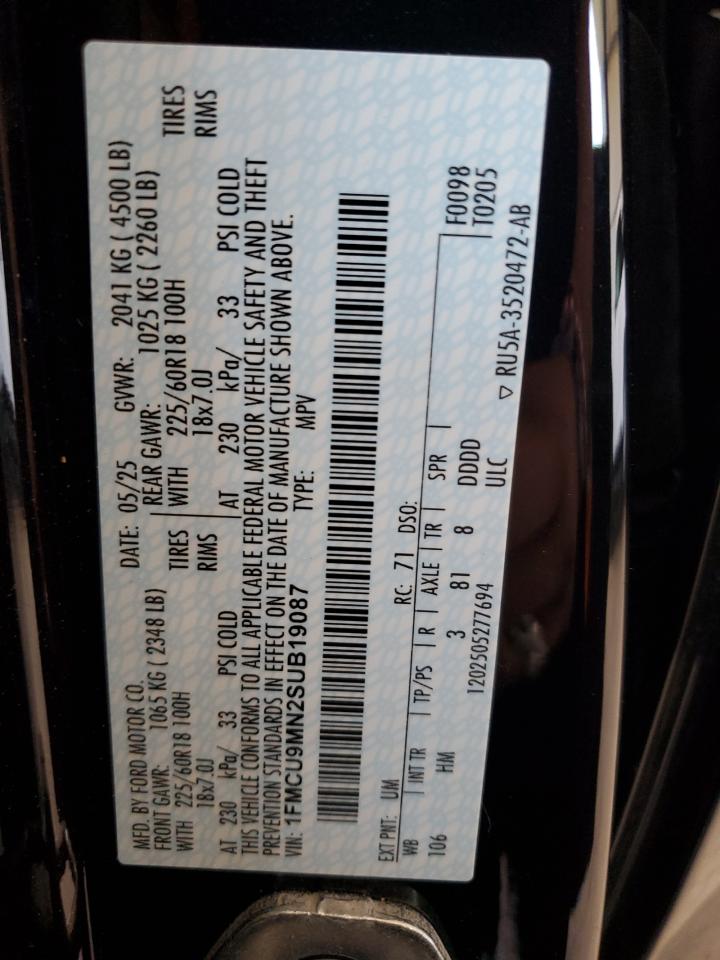 MFD. BY FORD MOTOR CO. DATE: 05/25 GVWR: 2041 KG ( 4500 LB)
FRONT GAWR: 1065 KG ( 2348 LB) REAR GAWR: 1025 KG ( 2260 LB)
WITH 225/60R18 100H TIRES WITH 225/60R18 100H TIRES
18x7.0J RIMS 18x7.0J RIMS
AT 230 kPa/ 33 PSI COLD AT 230 kPa/ 33 PSI COLD
THIS VEHICLE CONFORMS TO ALL APPLICABLE FEDERAL MOTOR VEHICLE SAFETY AND THEFT
PREVENTION STANDARDS IN EFFECT ON THE DATE OF MANUFACTURE SHOWN ABOVE.
VIN: 1FMCU9MN2SUB19087 TYPE: MPV
EXT PNT: UM RC: 71 DSO: F0098
WB INT TR TP/PS R AXLE TR SPR T0205
106 HM 3 81 8 DDDD
120250527​7694 ULC ▽ RU5A-3520472-AB